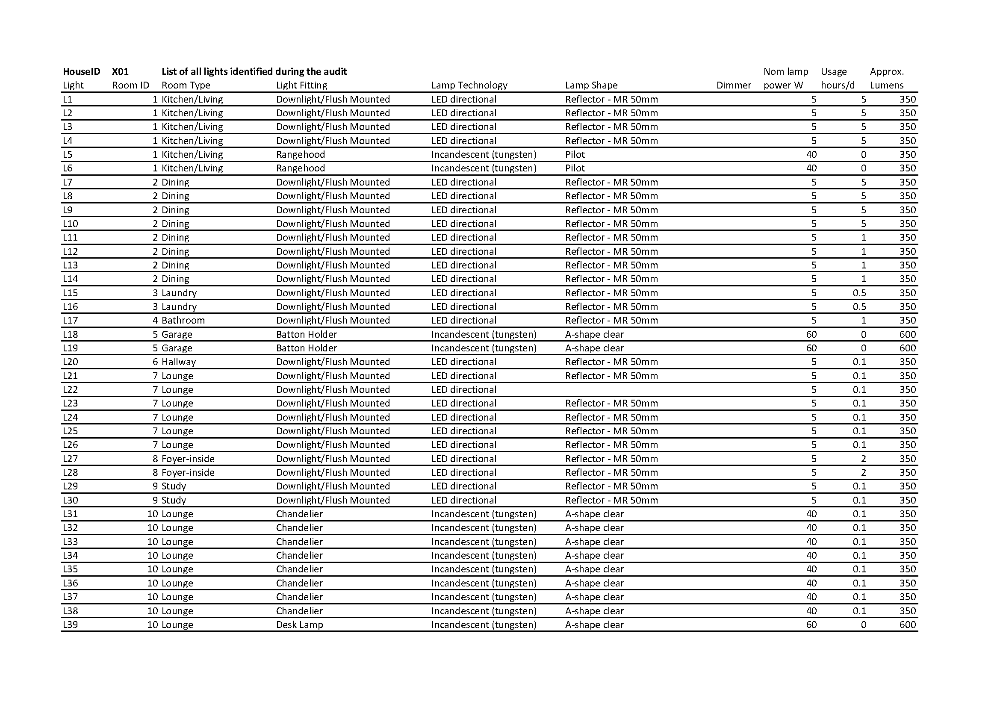 HouseID X01 List of all lights identified during the audit Nom lamp Usage Approx.
Light Room ID Room Type Light Fitting Lamp Technology Lamp Shape Dimmer power W hours/d Lumens
L1 1 Kitchen/Living Downlight/Flush Mounted LED directional Reflector - MR 50mm 5 5 350
L2 1 Kitchen/Living Downlight/Flush Mounted LED directional Reflector - MR 50mm 5 5 350
L3 1 Kitchen/Living Downlight/Flush Mounted LED directional Reflector - MR 50mm 5 5 350
L4 1 Kitchen/Living Downlight/Flush Mounted LED directional Reflector - MR 50mm 5 5 350
L5 1 Kitchen/Living Rangehood Incandescent (tungsten) Pilot 40 0 350
L6 1 Kitchen/Living Rangehood Incandescent (tungsten) Pilot 40 0 350
L7 2 Dining Downlight/Flush Mounted LED directional Reflector - MR 50mm 5 5 350
L8 2 Dining Downlight/Flush Mounted LED directional Reflector - MR 50mm 5 5 350
L9 2 Dining Downlight/Flush Mounted LED directional Reflector - MR 50mm 5 5 350
L10 2 Dining Downlight/Flush Mounted LED directional Reflector - MR 50mm 5 5 350
L11 2 Dining Downlight/Flush Mounted LED directional Reflector - MR 50mm 5 1 350
L12 2 Dining Downlight/Flush Mounted LED directional Reflector - MR 50mm 5 1 350
L13 2 Dining Downlight/Flush Mounted LED directional Reflector - MR 50mm 5 1 350
L14 2 Dining Downlight/Flush Mounted LED directional Reflector - MR 50mm 5 1 350
L15 3 Laundry Downlight/Flush Mounted LED directional Reflector - MR 50mm 5 0.5 350
L16 3 Laundry Downlight/Flush Mounted LED directional Reflector - MR 50mm 5 0.5 350
L17 4 Bathroom Downlight/Flush Mounted LED directional Reflector - MR 50mm 5 1 350
L18 5 Garage Batton Holder Incandescent (tungsten) A-shape clear 60 0 600
L19 5 Garage Batton Holder Incandescent (tungsten) A-shape clear 60 0 600
L20 6 Hallway Downlight/Flush Mounted LED directional Reflector - MR 50mm 5 0.1 350
L21 7 Lounge Downlight/Flush Mounted LED directional Reflector - MR 50mm 5 0.1 350
L22 7 Lounge Downlight/Flush Mounted LED directional 5 0.1 350
L23 7 Lounge Downlight/Flush Mounted LED directional Reflector - MR 50mm 5 0.1 350
L24 7 Lounge Downlight/Flush Mounted LED directional Reflector - MR 50mm 5 0.1 350
L25 7 Lounge Downlight/Flush Mounted LED directional Reflector - MR 50mm 5 0.1 350
L26 7 Lounge Downlight/Flush Mounted LED directional Reflector - MR 50mm 5 0.1 350
L27 8 Foyer-inside Downlight/Flush Mounted LED directional Reflector - MR 50mm 5 2 350
L28 8 Foyer-inside Downlight/Flush Mounted LED directional Reflector - MR 50mm 5 2 350
L29 9 Study Downlight/Flush Mounted LED directional Reflector - MR 50mm 5 0.1 350
L30 9 Study Downlight/Flush Mounted LED directional Reflector - MR 50mm 5 0.1 350
L31 10 Lounge Chandelier Incandescent (tungsten) A-shape clear 40 0.1 350
L32 10 Lounge Chandelier Incandescent (tungsten) A-shape clear 40 0.1 350
L33 10 Lounge Chandelier Incandescent (tungsten) A-shape clear 40 0.1 350
L34 10 Lounge Chandelier Incandescent (tungsten) A-shape clear 40 0.1 350
L35 10 Lounge Chandelier Incandescent (tungsten) A-shape clear 40 0.1 350
L36 10 Lounge Chandelier Incandescent (tungsten) A-shape clear 40 0.1 350
L37 10 Lounge Chandelier Incandescent (tungsten) A-shape clear 40 0.1 350
L38 10 Lounge Chandelier Incandescent (tungsten) A-shape clear 40 0.1 350
L39 10 Lounge Desk Lamp Incandescent (tungsten) A-shape clear 60 0 600